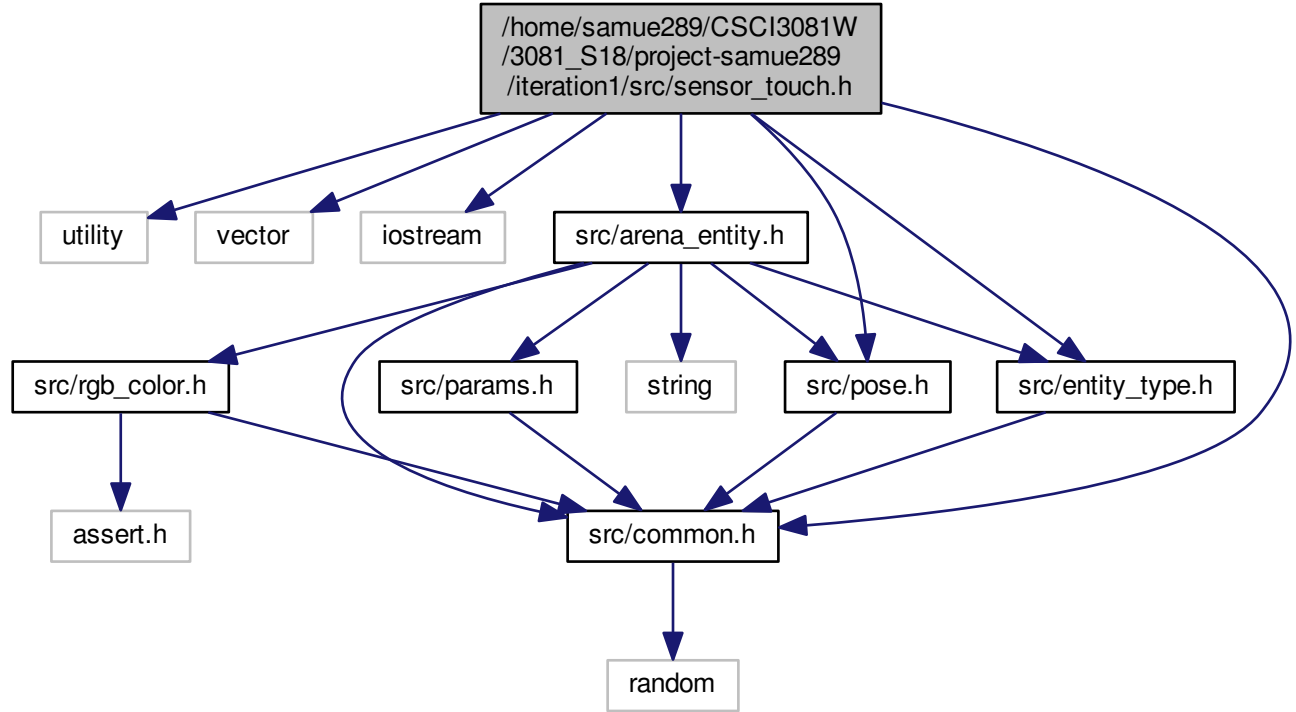 /home/samue289/CSCI3081W
/3081_S18/project-samue289
/iteration1/src/sensor_touch.h
utility
vector
iostream
src/arena_entity.h
src/rgb_color.h
src/params.h
string
src/pose.h
src/entity_type.h
assert.h
src/common.h
random